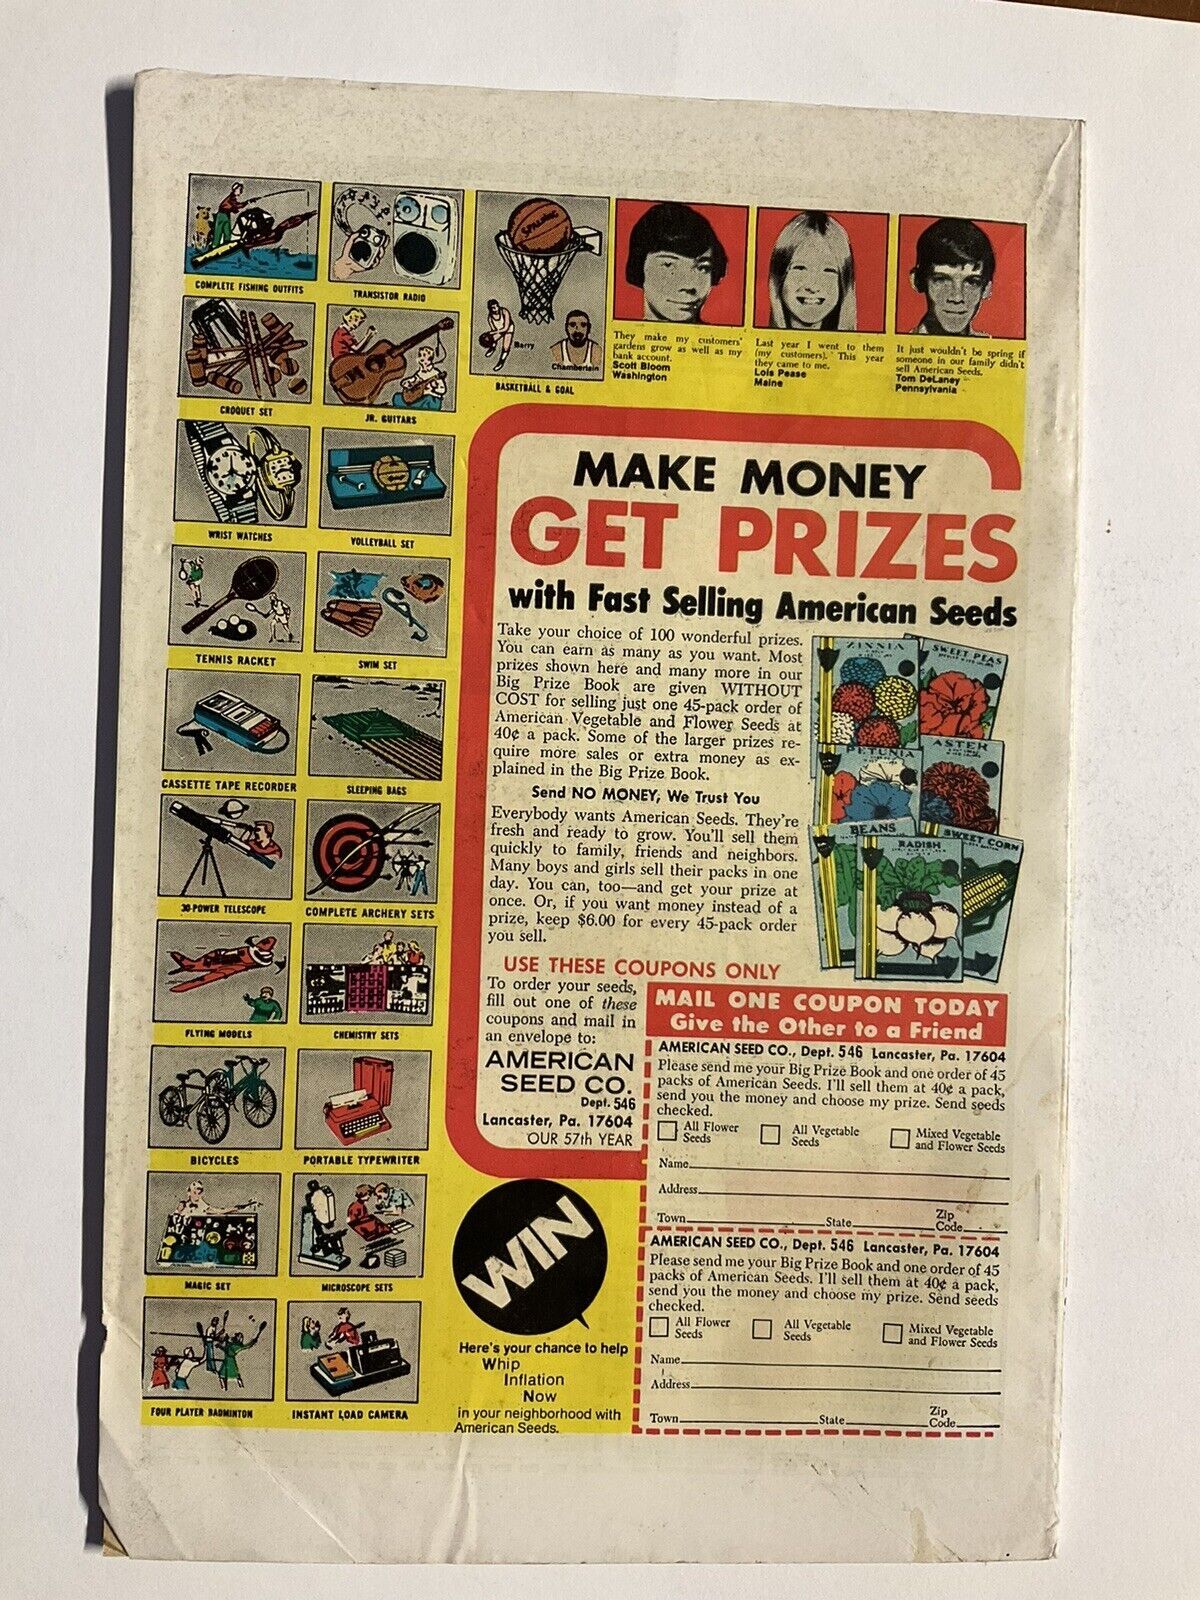 COMPLETE FISHING OUTFITS
TRANSISTOR RADIO
SPALDING
Barry
Chamberlain
BASKETBALL & GOAL
CROQUET SET
JR. GUITARS
WRIST WATCHES
VOLLEYBALL SET
TENNIS RACKET
SWIM SET
CASSETTE TAPE RECORDER
SLEEPING BAGS
30-POWER TELESCOPE
COMPLETE ARCHERY SETS
FLYING MODELS
CHEMISTRY SETS
BICYCLES
PORTABLE TYPEWRITER
MAGIC SET
MICROSCOPE SETS
FOUR PLAYER BADMINTON
INSTANT LOAD CAMERA
They make my customers'
gardens grow as well as my
bank account.
Scott Bloom
Washington
Last year I went to them
(my customers). This year
they came to me.
Lois Pease
Maine
It just wouldn't be spring if
someone in our family didn't
sell American Seeds.
Tom DeLaney
Pennsylvania
MAKE MONEY
GET PRIZES
with Fast Selling American Seeds
Take your choice of 100 wonderful prizes.
You can earn as many as you want. Most
prizes shown here and many more in our
Big Prize Book are given WITHOUT
COST for selling just one 45-pack order of
American Vegetable and Flower Seeds at
40¢ a pack. Some of the larger prizes re-
quire more sales or extra money as ex-
plained in the Big Prize Book.
Send NO MONEY, We Trust You
Everybody wants American Seeds. They're
fresh and ready to grow. You'll sell them
quickly to family, friends and neighbors.
Many boys and girls sell their packs in one
day. You can, too—and get your prize at
once. Or, if you want money instead of a
prize, keep $6.00 for every 45-pack order
you sell.
ZINNIA
SWEET PEAS
PETUNIA
ASTER
BEANS
RADISH
SWEET CORN
USE THESE COUPONS ONLY
To order your seeds,
fill out one of these
coupons and mail in
an envelope to:
AMERICAN
SEED CO.
Dept. 546
Lancaster, Pa. 17604
OUR 57th YEAR
MAIL ONE COUPON TODAY
Give the Other to a Friend
AMERICAN SEED CO., Dept. 546 Lancaster, Pa. 17604
Please send me your Big Prize Book and one order of 45
packs of American Seeds. I'll sell them at 40¢ a pack,
send you the money and choose my prize. Send seeds
checked.
All Flower Seeds
All Vegetable Seeds
Mixed Vegetable and Flower Seeds
Name
Address
Town State Zip Code
AMERICAN SEED CO., Dept. 546 Lancaster, Pa. 17604
Please send me your Big Prize Book and one order of 45
packs of American Seeds. I'll sell them at 40¢ a pack,
send you the money and choose my prize. Send seeds
checked.
All Flower Seeds
All Vegetable Seeds
Mixed Vegetable and Flower Seeds
Name
Address
Town State Zip Code
WIN
Here's your chance to help
Whip
Inflation
Now
in your neighborhood with
American Seeds.